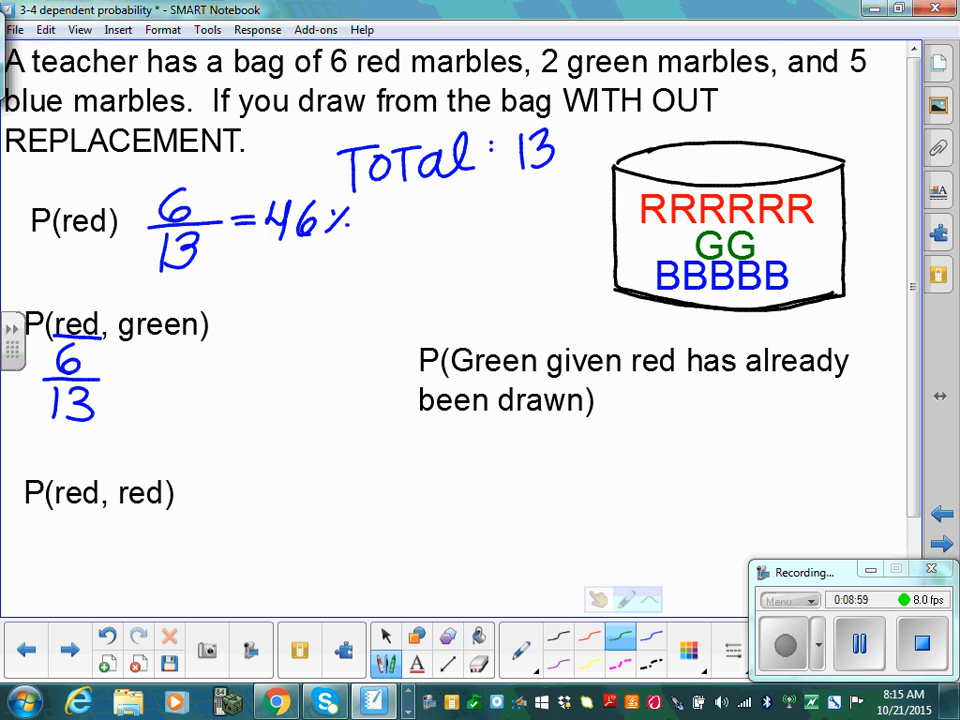 3-4 dependent probability * - SMART Notebook
File Edit View Insert Format Tools Response Add-ons Help
A teacher has a bag of 6 red marbles, 2 green marbles, and 5
blue marbles. If you draw from the bag WITH OUT
REPLACEMENT.
TOTAL : 13
P(red) 6/13 = 46%
RRRRRR
GG
BBBBB
P(red, green)
6/13
P(Green given red has already
been drawn)
P(red, red)
Recording...
Menu 0:08:59 8.0 fps
8:15 AM
10/21/2015